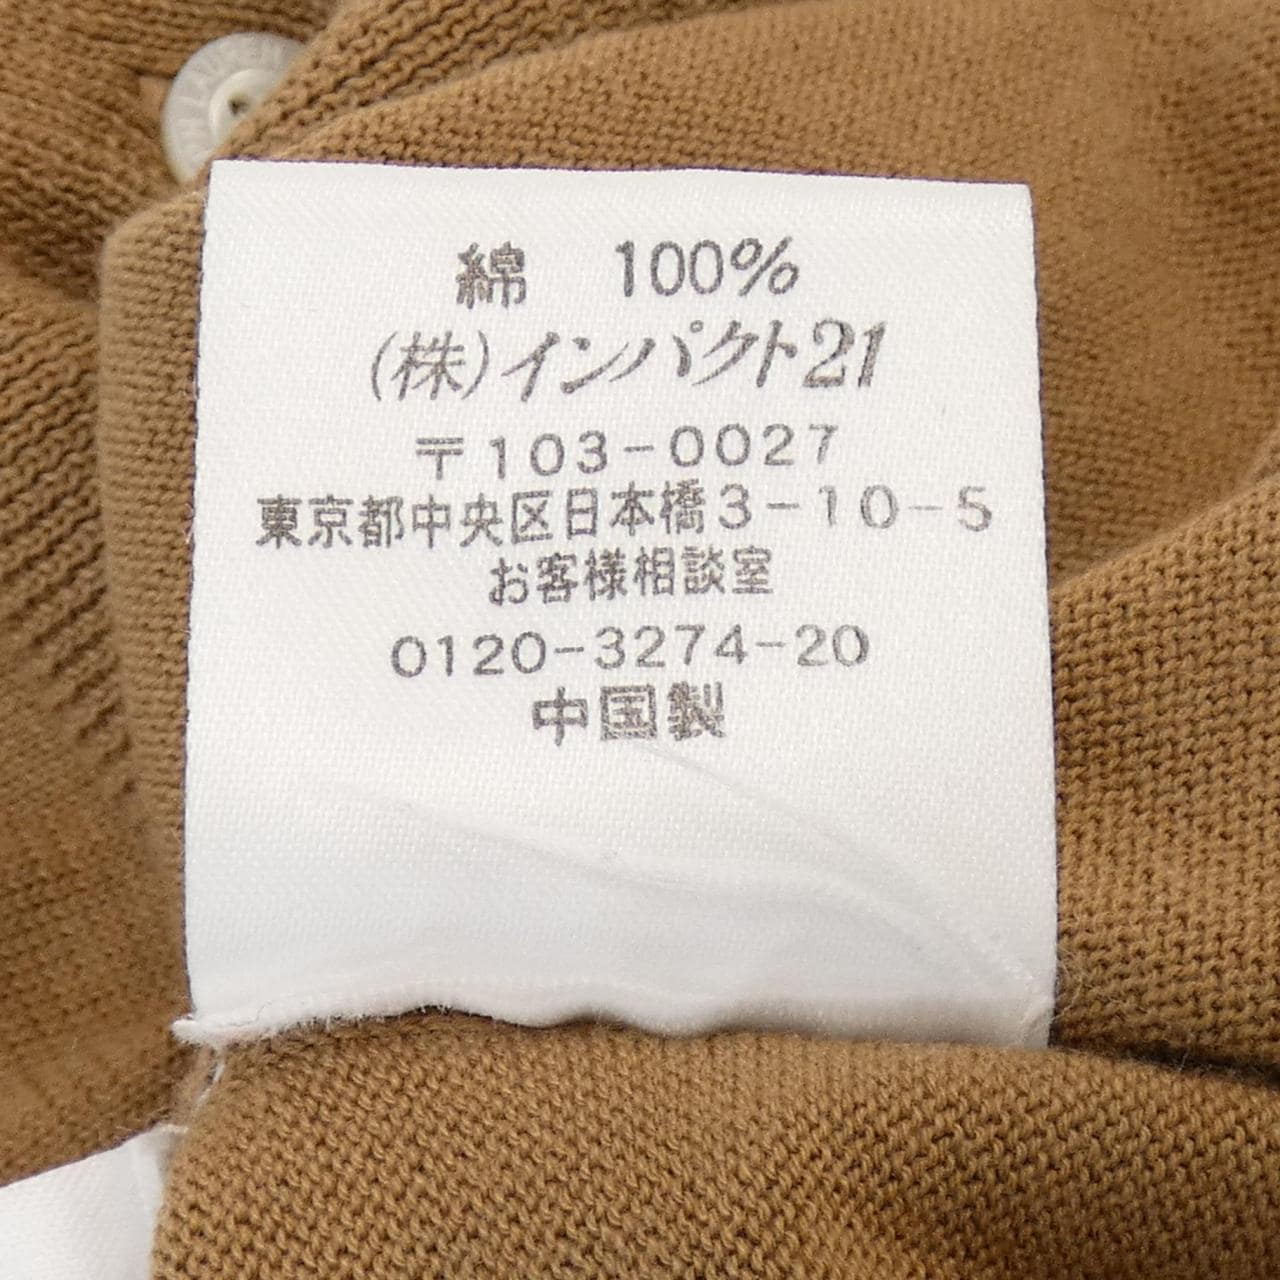 綿　100%
(株)インパクト21
〒103-0027
東京都中央区日本橋3-10-5
お客様相談室
0120-3274-20
中国製